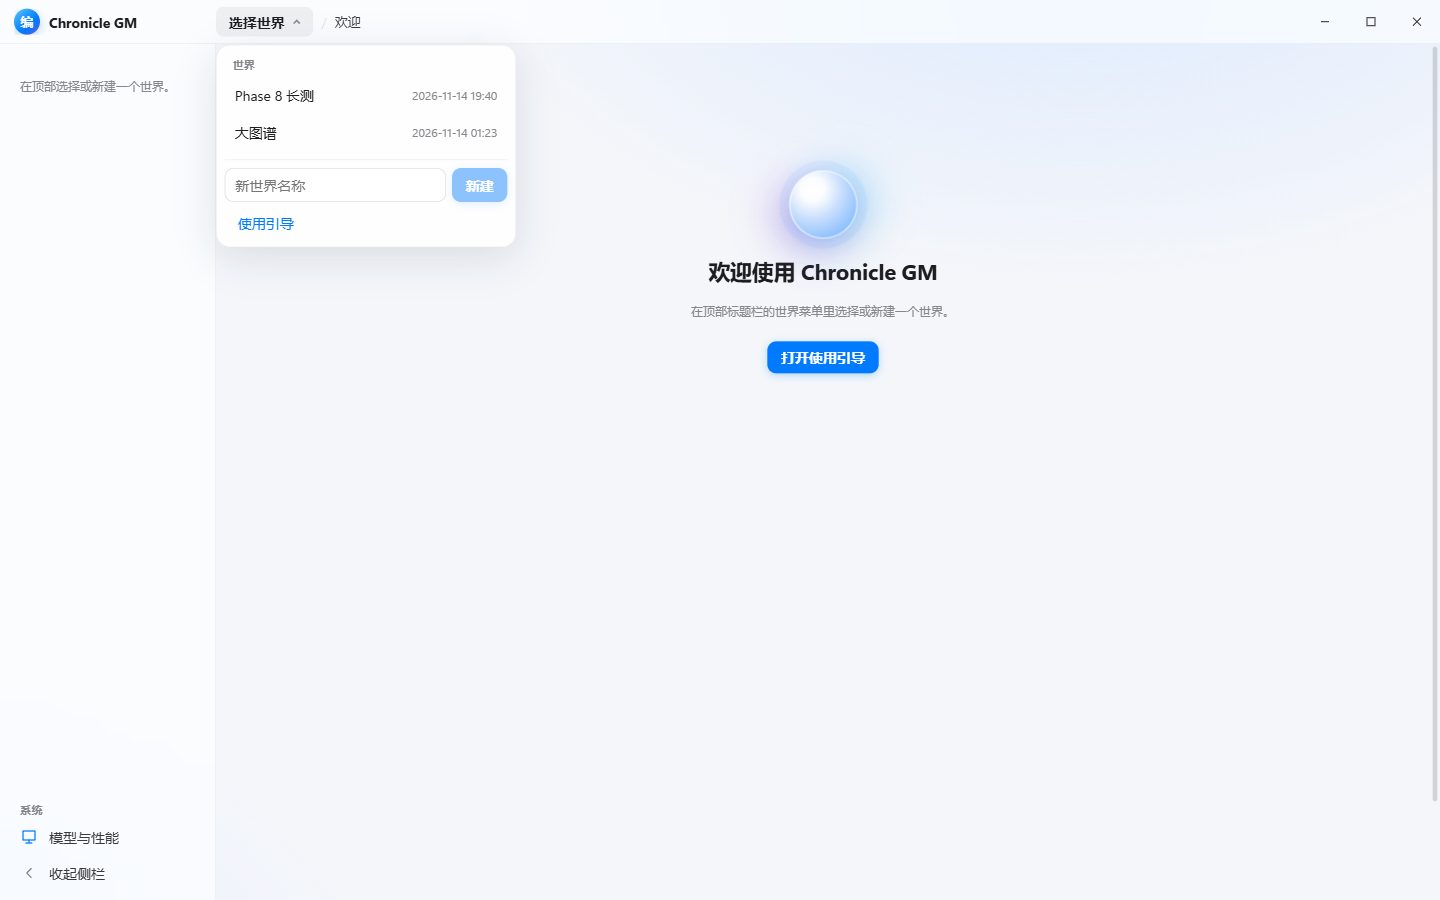 编 Chronicle GM
选择世界 / 欢迎
在顶部选择或新建一个世界。
世界
Phase 8 长测 2026-11-14 19:40
大图谱 2026-11-14 01:23
新世界名称 新建
使用引导
欢迎使用 Chronicle GM
在顶部标题栏的世界菜单里选择或新建一个世界。
打开使用引导
系统
模型与性能
收起侧栏